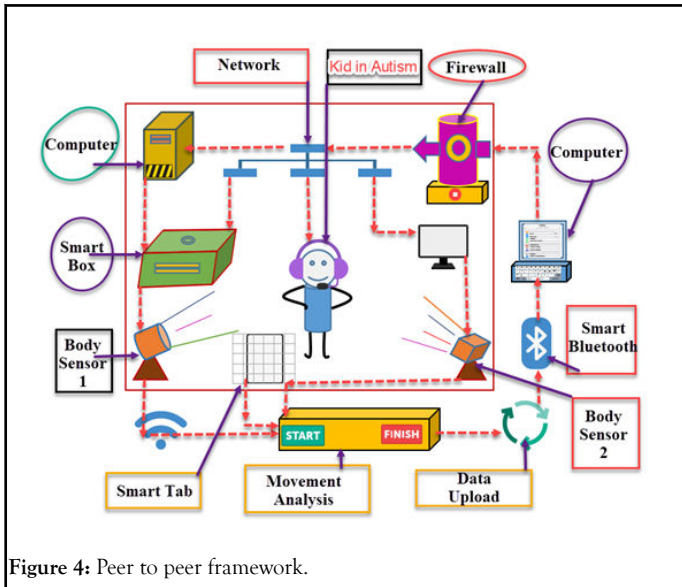 Network
Kid in Autism
Firewall
Computer
Computer
Smart
Box
Body
Sensor
1
Smart
Bluetooth
Body
Sensor
2
START
FINISH
Smart Tab
Movement
Analysis
Data
Upload
Figure 4: Peer to peer framework.